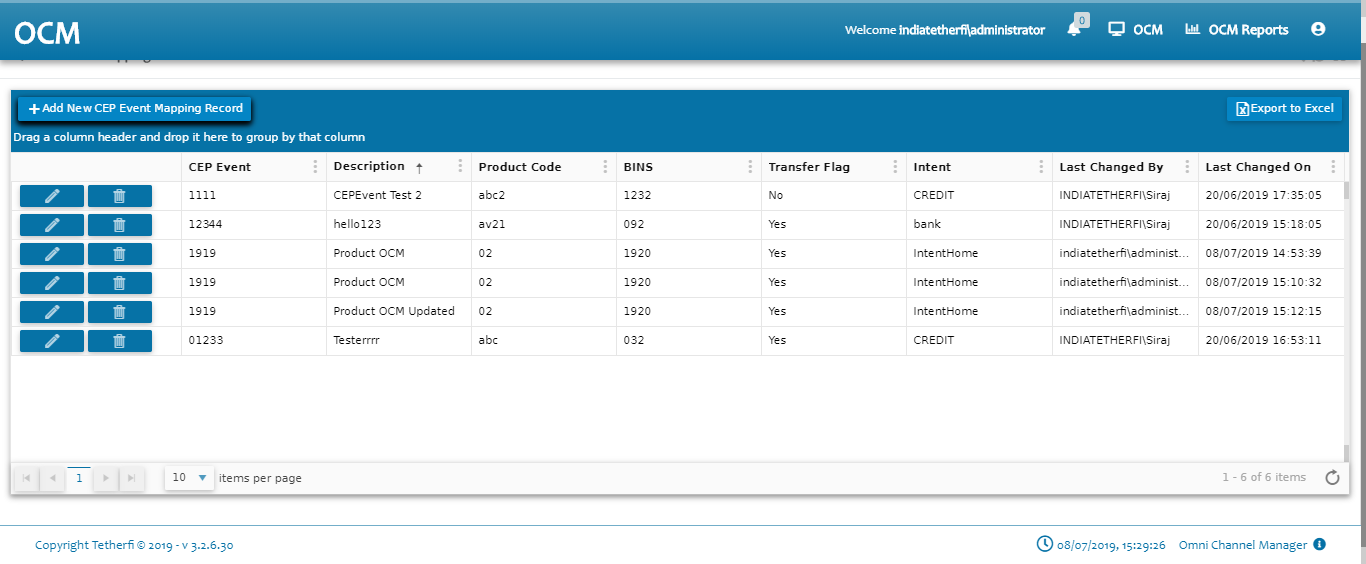 OCM
Welcome indiatetherfi\administrator
0
OCM
OCM Reports
Add New CEP Event Mapping Record
Export to Excel
Drag a column header and drop it here to group by that column
CEP Event Description Product Code BINS Transfer Flag Intent Last Changed By Last Changed On
1111 CEPEvent Test 2 abc2 1232 No CREDIT INDIATETHERFI\Siraj 20/06/2019 17:35:05
12344 hello123 av21 092 Yes bank INDIATETHERFI\Siraj 20/06/2019 15:18:05
1919 Product OCM 02 1920 Yes IntentHome indiatetherfi\administ... 08/07/2019 14:53:39
1919 Product OCM 02 1920 Yes IntentHome indiatetherfi\administ... 08/07/2019 15:10:32
1919 Product OCM Updated 02 1920 Yes IntentHome indiatetherfi\administ... 08/07/2019 15:12:15
01233 Testerrrr abc 032 Yes CREDIT INDIATETHERFI\Siraj 20/06/2019 16:53:11
1 10 items per page 1 - 6 of 6 items
Copyright Tetherfi © 2019 - v 3.2.6.30 08/07/2019, 15:29:26 Omni Channel Manager